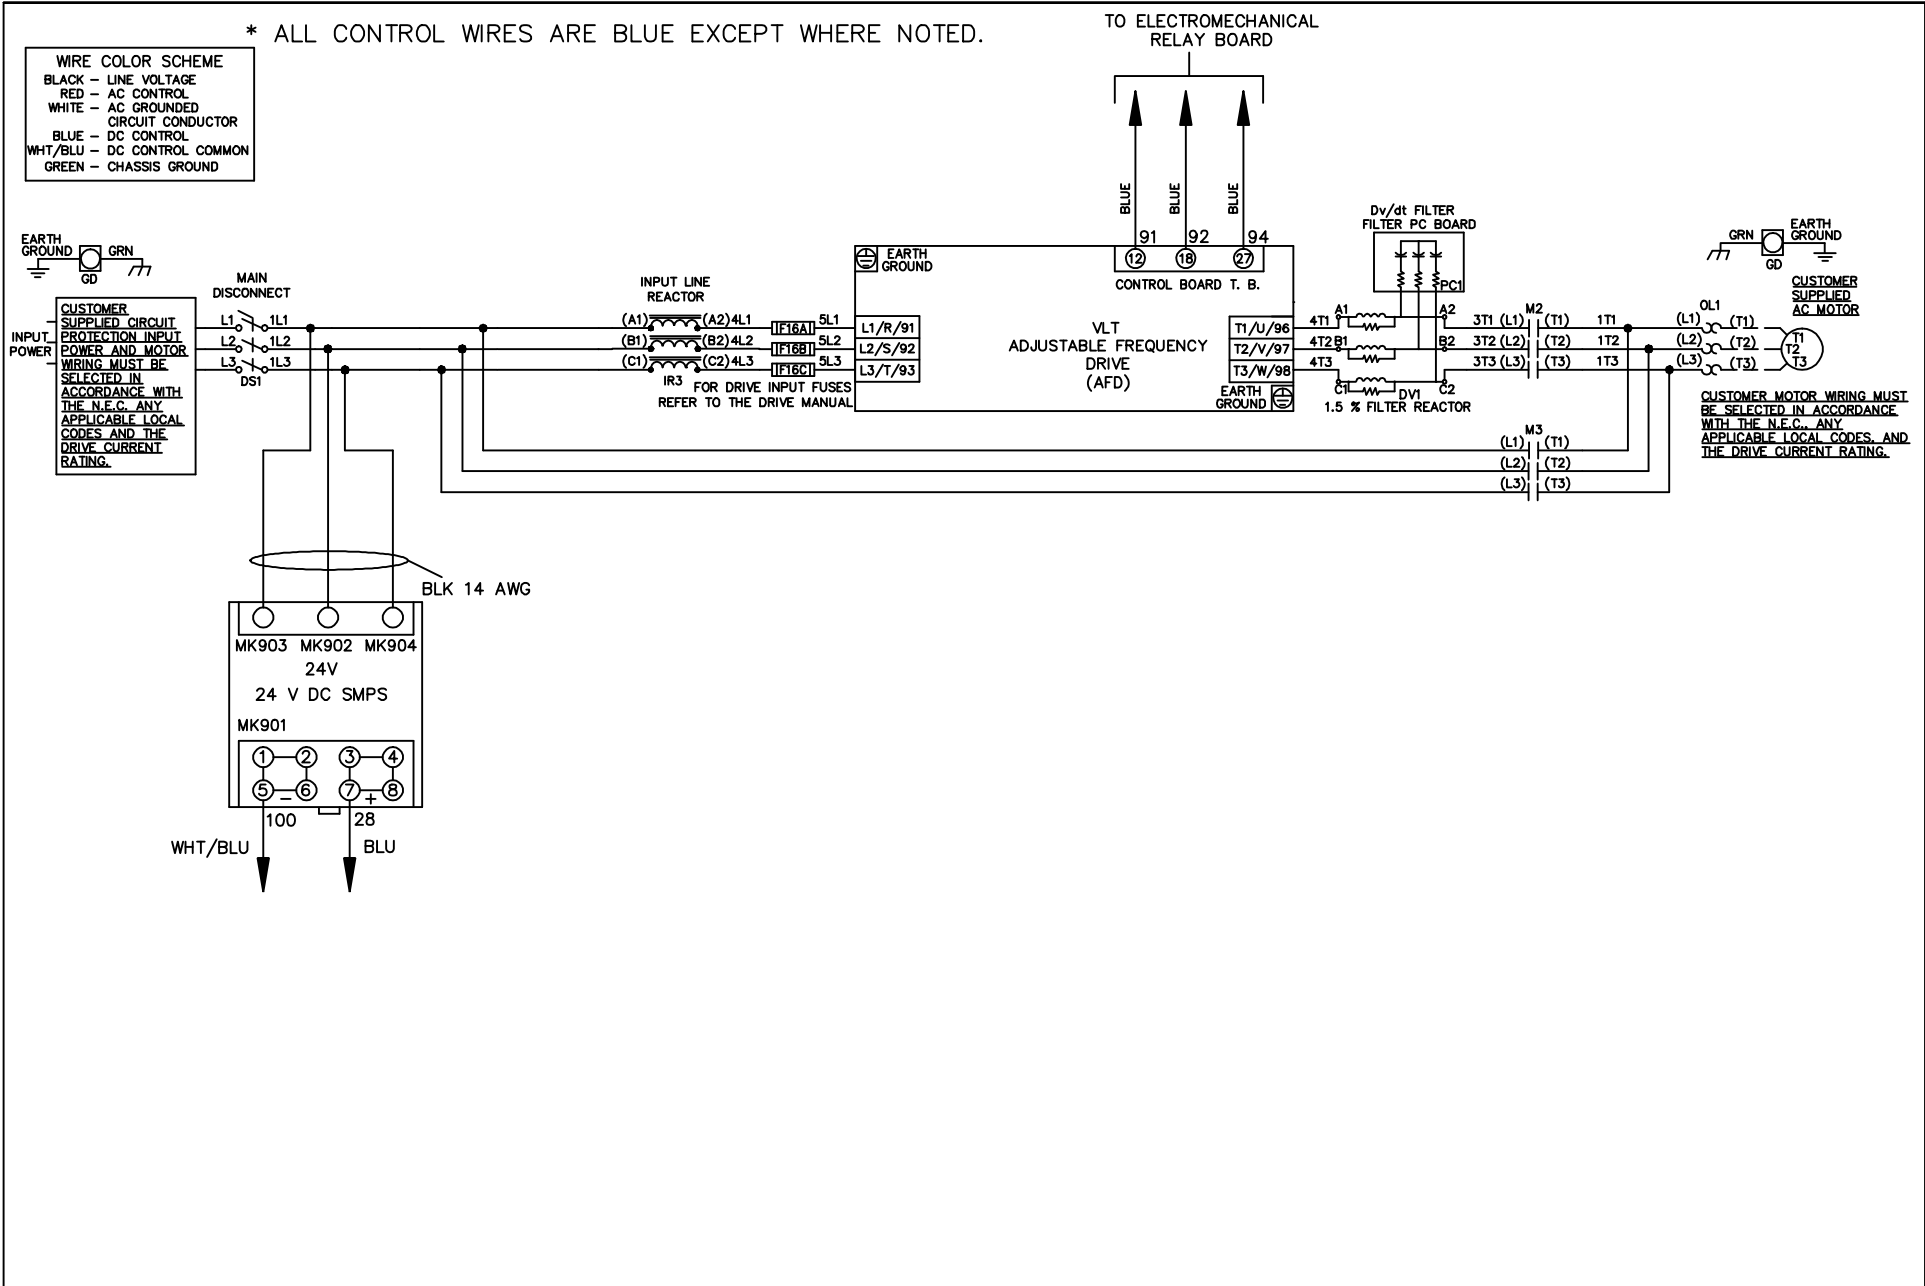 * ALL CONTROL WIRES ARE BLUE EXCEPT WHERE NOTED.
TO ELECTROMECHANICAL
RELAY BOARD
WIRE COLOR SCHEME
BLACK – LINE VOLTAGE
RED – AC CONTROL
WHITE – AC GROUNDED
CIRCUIT CONDUCTOR
BLUE – DC CONTROL
WHT/BLU – DC CONTROL COMMON
GREEN – CHASSIS GROUND
BLUE
BLUE
BLUE
91 92 94
12 18 27
CONTROL BOARD T. B.
EARTH
GROUND
GRN
GD
INPUT
POWER
CUSTOMER
SUPPLIED CIRCUIT
PROTECTION INPUT
POWER AND MOTOR
WIRING MUST BE
SELECTED IN
ACCORDANCE WITH
THE N.E.C. ANY
APPLICABLE LOCAL
CODES AND THE
DRIVE CURRENT
RATING.
MAIN
DISCONNECT
L1 1L1
L2 1L2
L3 1L3
DS1
INPUT LINE
REACTOR
(A1) (A2) 4L1 F16A 5L1
(B1) (B2) 4L2 F16B 5L2
(C1) (C2) 4L3 F16C 5L3
IR3
FOR DRIVE INPUT FUSES
REFER TO THE DRIVE MANUAL
EARTH
GROUND
L1/R/91
L2/S/92
L3/T/93
VLT
ADJUSTABLE FREQUENCY
DRIVE
(AFD)
T1/U/96
T2/V/97
T3/W/98
EARTH
GROUND
Dv/dt FILTER
FILTER PC BOARD
PC1
4T1 A1 A2
4T2 B1 B2
4T3 C1 C2
DV1
1.5 % FILTER REACTOR
M2
3T1 (L1) (T1) 1T1
3T2 (L2) (T2) 1T2
3T3 (L3) (T3) 1T3
M3
(L1) (T1)
(L2) (T2)
(L3) (T3)
OL1
(L1) (T1)
(L2) (T2)
(L3) (T3)
T1
T2
T3
GRN
GD
EARTH
GROUND
CUSTOMER
SUPPLIED
AC MOTOR
CUSTOMER MOTOR WIRING MUST
BE SELECTED IN ACCORDANCE
WITH THE N.E.C., ANY
APPLICABLE LOCAL CODES, AND
THE DRIVE CURRENT RATING.
BLK 14 AWG
MK903 MK902 MK904
24V
24 V DC SMPS
MK901
1 2 3 4
5 6 7 8
– +
100 28
WHT/BLU BLU